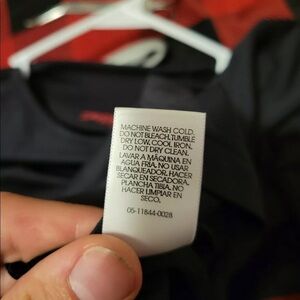 MACHINE WASH COLD.
DO NOT BLEACH.TUMBLE
DRY LOW. COOL IRON.
DO NOT DRY CLEAN.
LAVAR A MÁQUINA EN
AGUA FRÍA. NO USAR
BLANQUEADOR. HACER
SECAR EN SECADORA.
PLANCHA TIBIA. NO
HACER LIMPIAR EN
SECO.
05-11844-0028